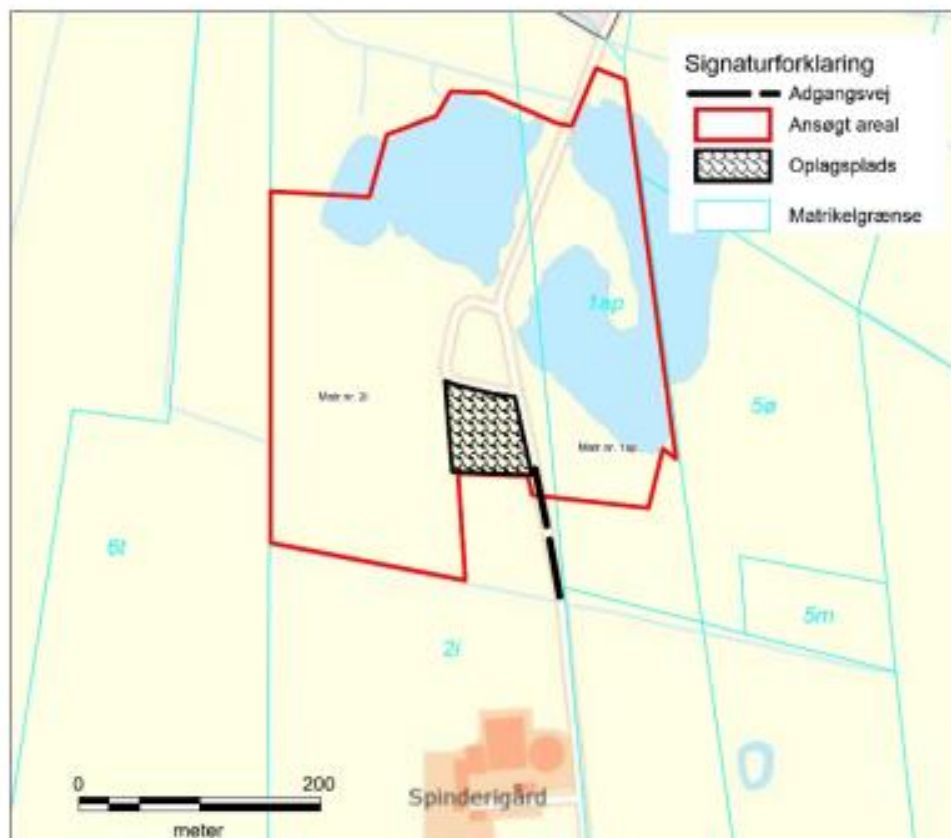 Signaturforklaring
Adgangsvej
Ansøgt areal
Oplagsplads
Matrikelgrænse
1ap
Matr nr. 2i
5ø
Matr nr. 1ap
6t
5m
2i
0 200
meter
Spinderigård